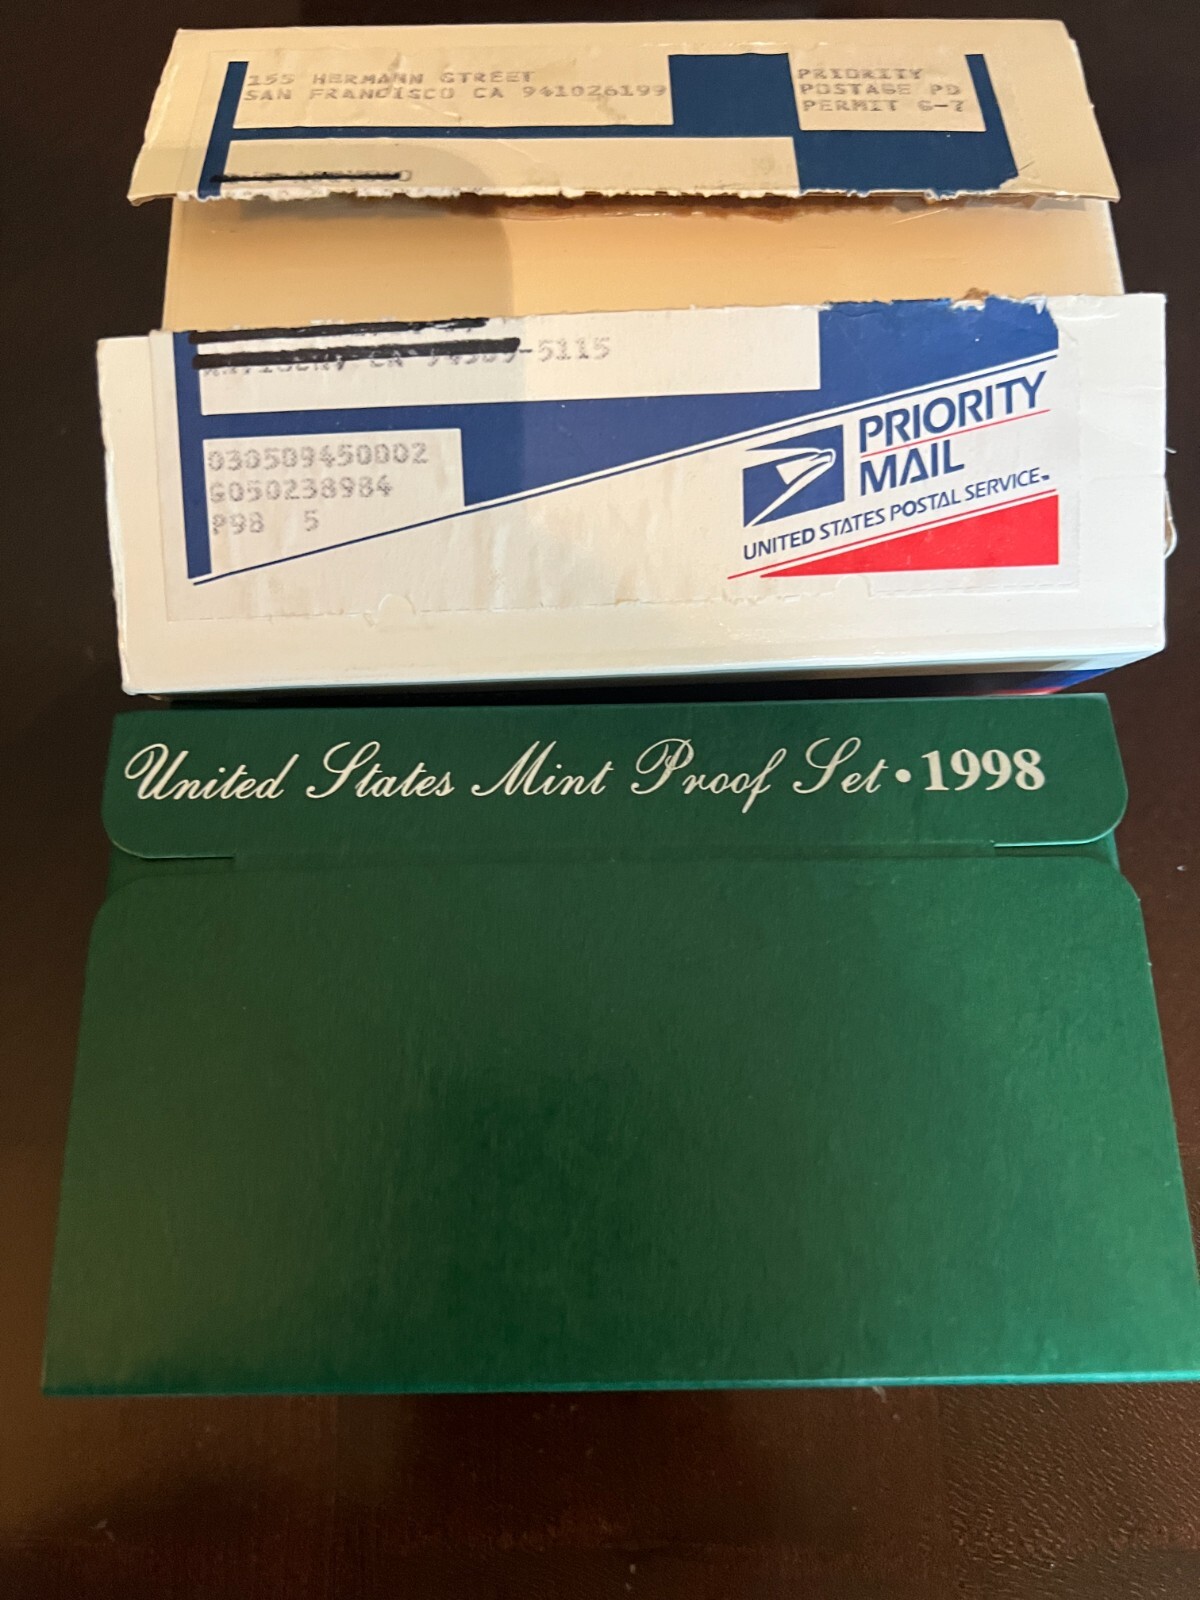 155 HERMANN STREET
SAN FRANCISCO CA 941026199
PRIORITY
POSTAGE PD
PERMIT G-7
-5115
030509450002
G050238984
P98 5
PRIORITY
MAIL
UNITED STATES POSTAL SERVICE
United States Mint Proof Set • 1998